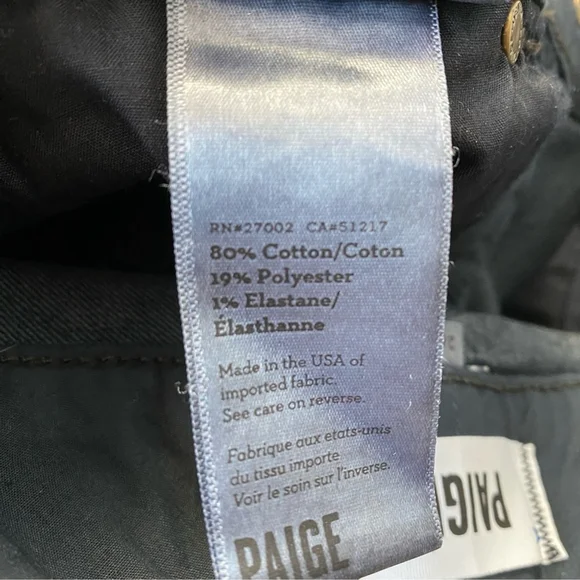 RN#27002 CA#51217
80% Cotton/Coton
19% Polyester
1% Elastane/
Élasthanne
Made in the USA of
imported fabric.
See care on reverse.
Fabrique aux etats-unis
du tissu importe
Voir le soin sur l'inverse.
PAIGE
PAIG